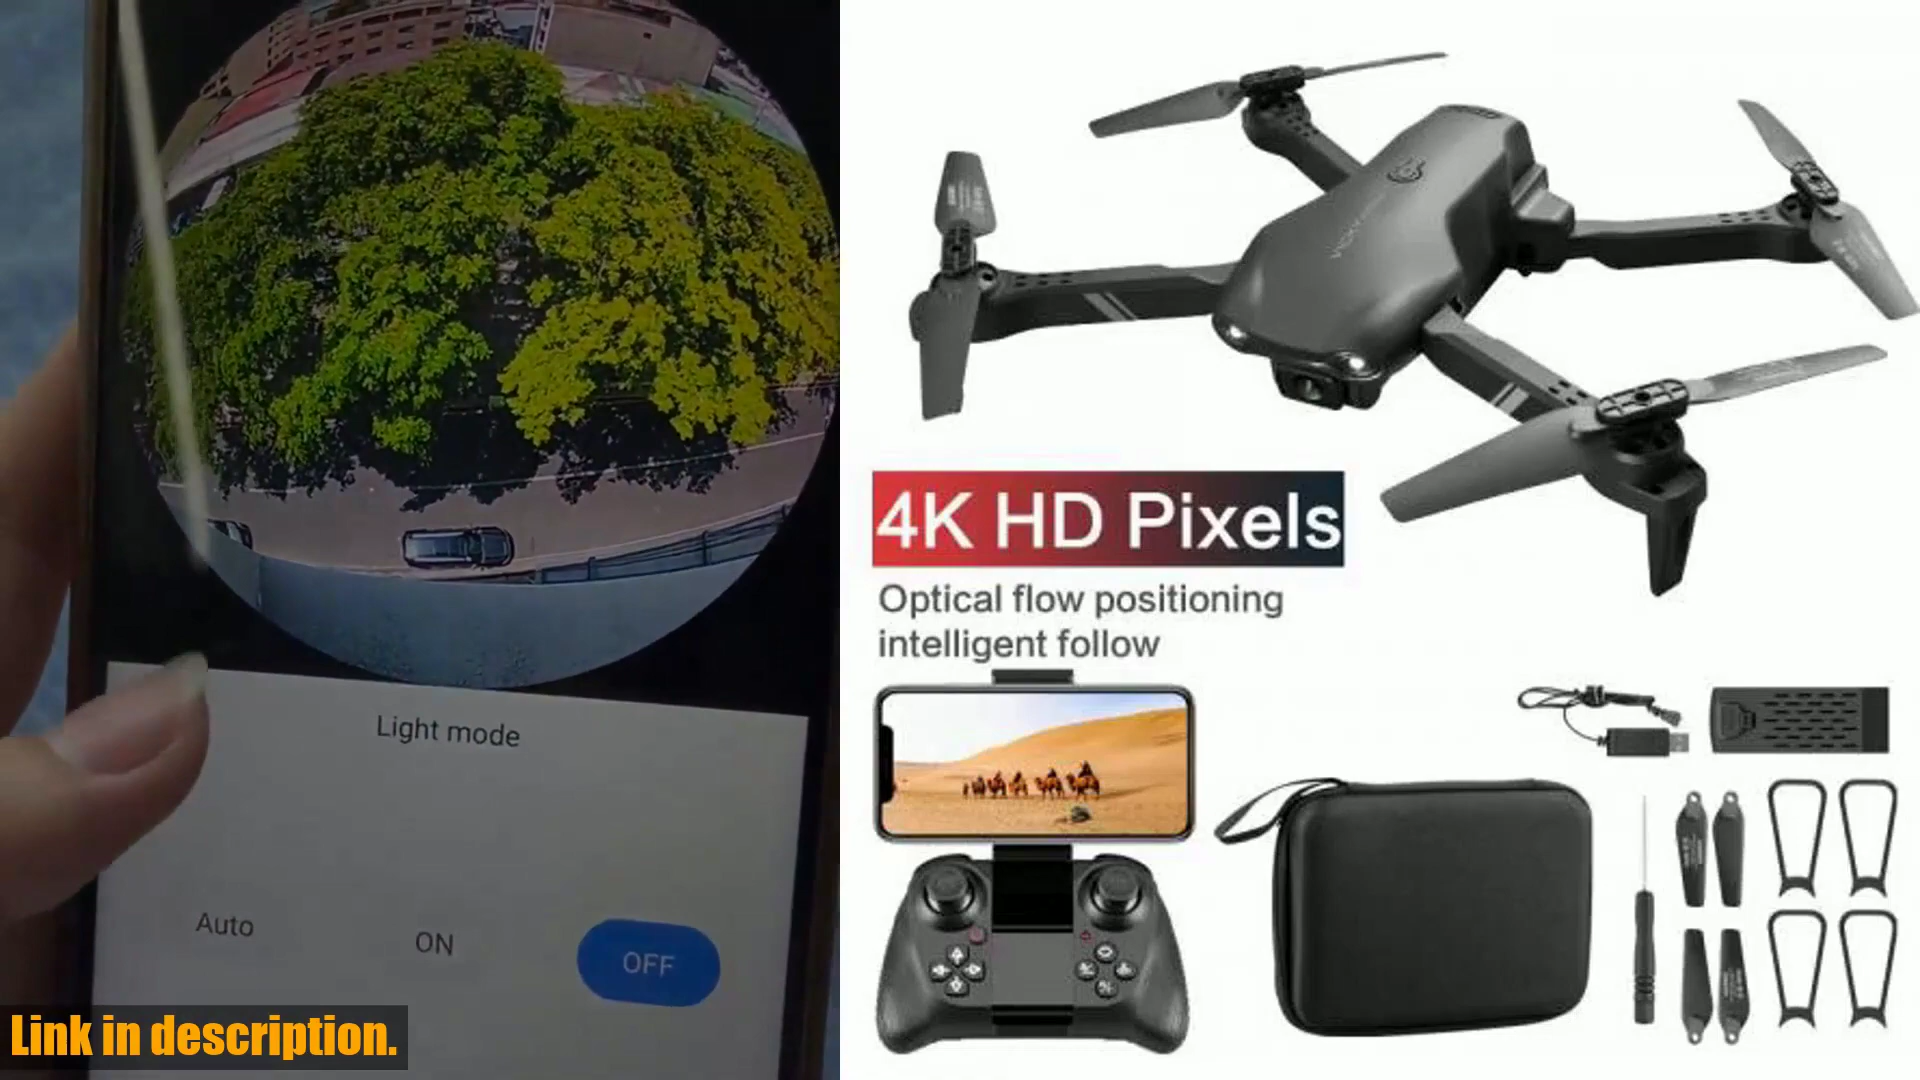 Light mode
Auto
ON
OFF
Link in description.
4K HD Pixels
Optical flow positioning
intelligent follow